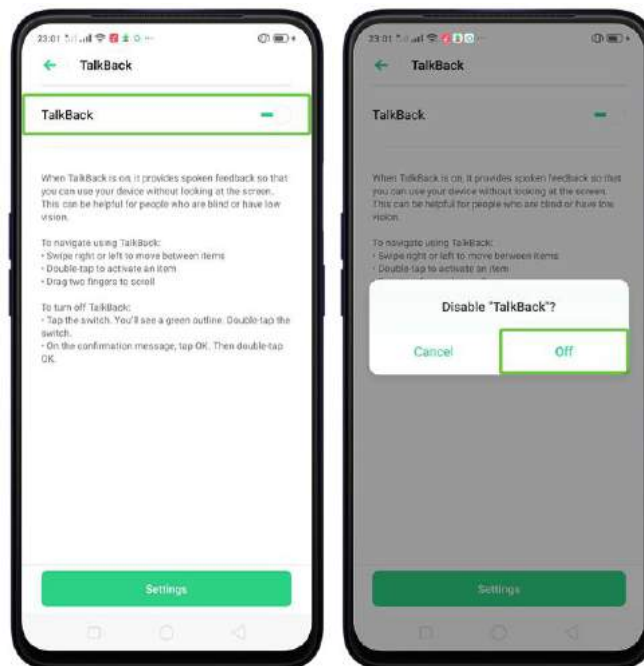 23:01
TalkBack
TalkBack
When TalkBack is on, it provides spoken feedback so that
you can use your device without looking at the screen.
This can be helpful for people who are blind or have low
vision.
To navigate using TalkBack:
• Swipe right or left to move between items
• Double-tap to activate an item
• Drag two fingers to scroll
To turn off TalkBack:
• Tap the switch. You'll see a green outline. Double-tap the
switch.
• On the confirmation message, tap OK. Then double-tap
OK.
Settings
23:01
TalkBack
TalkBack
When TalkBack is on, it provides spoken feedback so that
you can use your device without looking at the screen.
This can be helpful for people who are blind or have low
vision.
To navigate using TalkBack:
• Swipe right or left to move between items
• Double-tap to activate an item
Disable "TalkBack"?
Cancel
Off
Settings